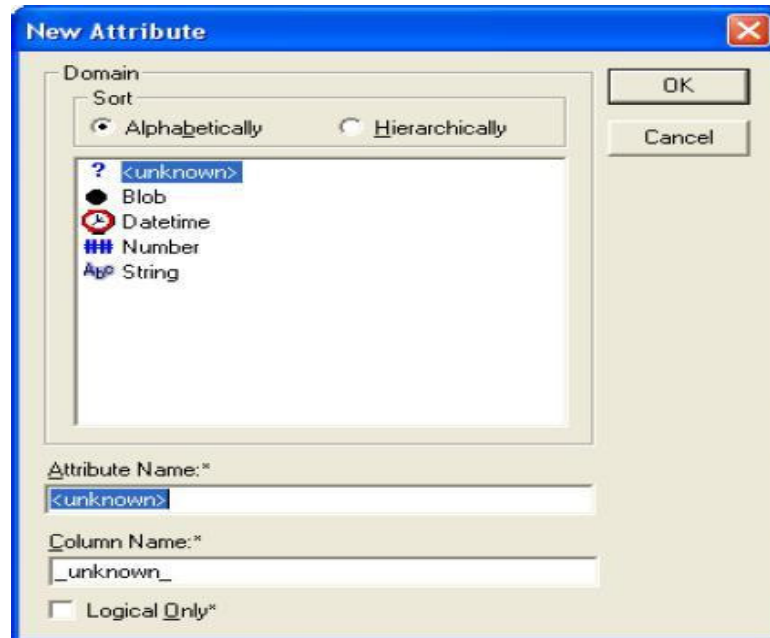 New Attribute
Domain
Sort
Alphabetically
Hierarchically
OK
Cancel
? <unknown>
Blob
Datetime
Number
Abc String
Attribute Name:*
<unknown>
Column Name:*
_unknown_
Logical Only*